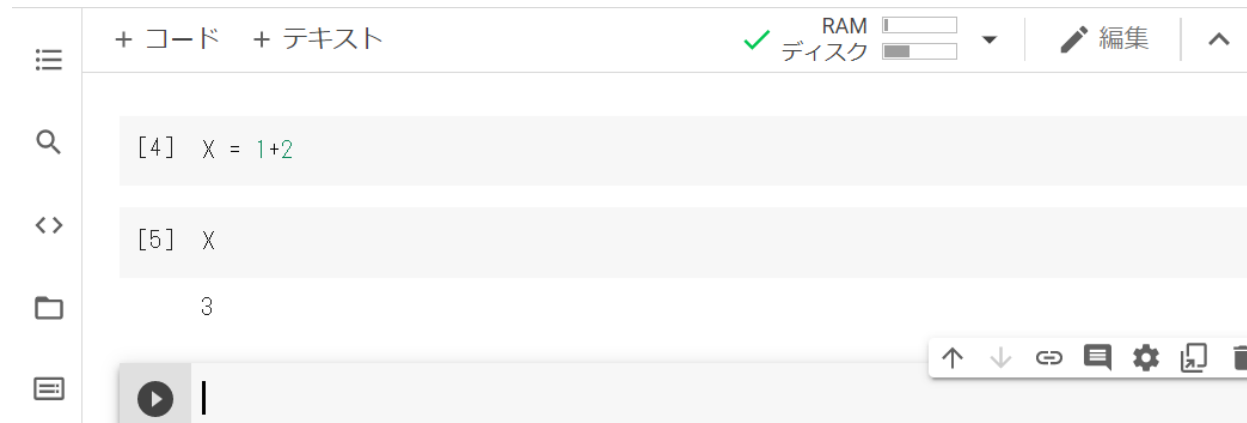 + コード + テキスト
RAM
ディスク
編集
[4] X = 1+2
[5] X
3